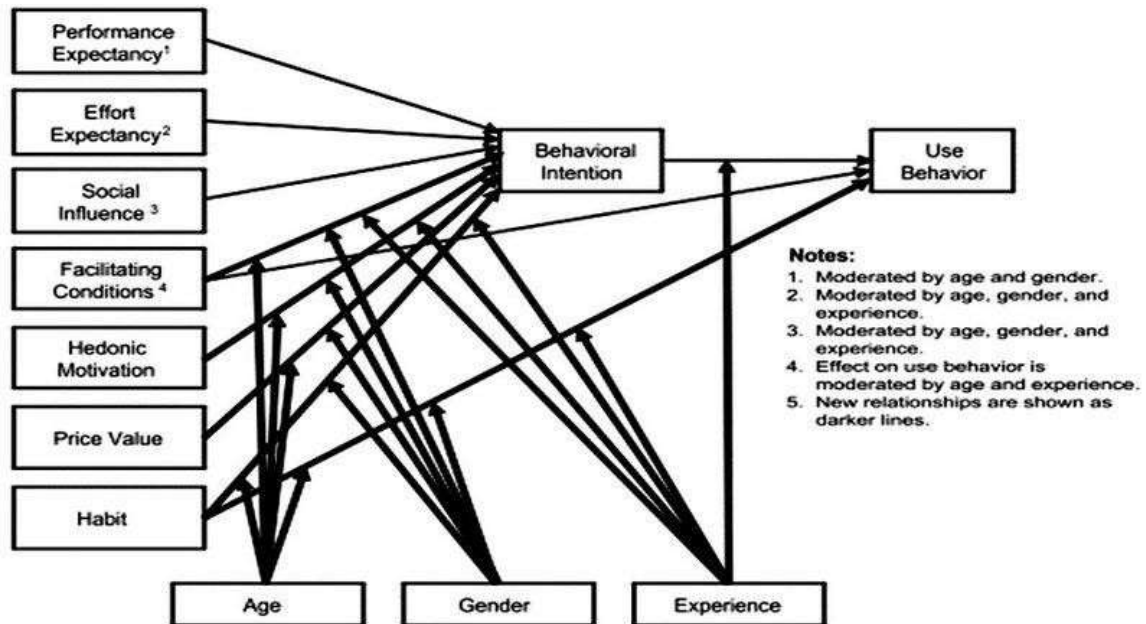 Performance
Expectancy¹
Effort
Expectancy²
Social
Influence ³
Facilitating
Conditions ⁴
Hedonic
Motivation
Price Value
Habit
Behavioral
Intention
Use
Behavior
Notes:
1. Moderated by age and gender.
2. Moderated by age, gender, and
experience.
3. Moderated by age, gender, and
experience.
4. Effect on use behavior is
moderated by age and experience.
5. New relationships are shown as
darker lines.
Age
Gender
Experience